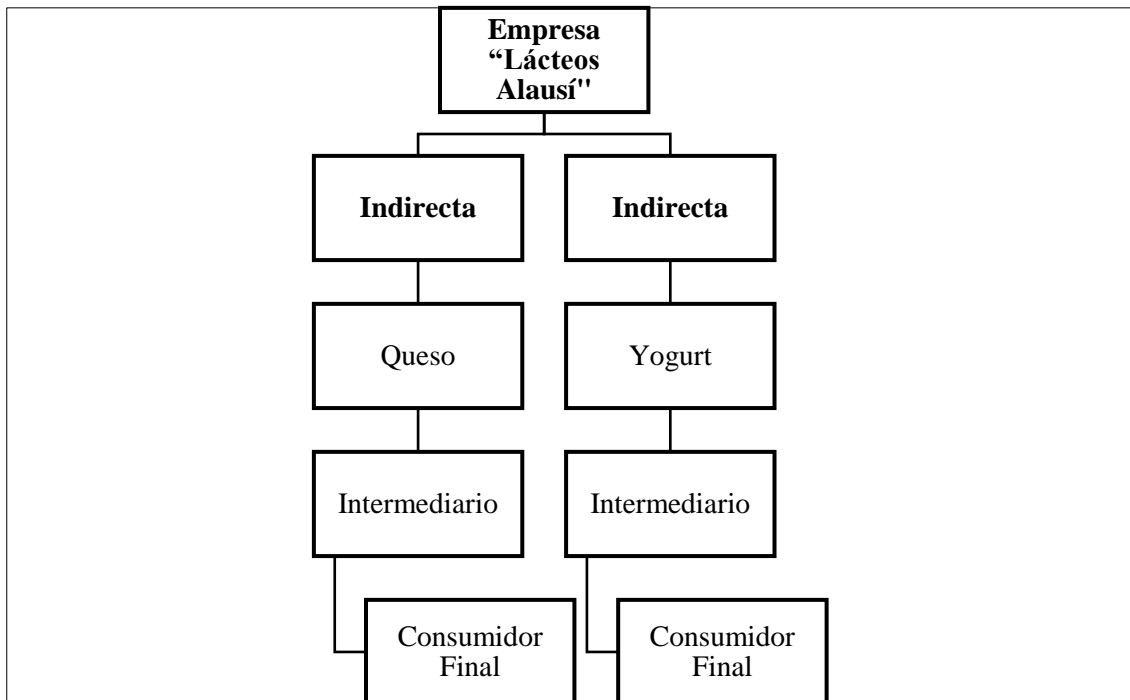 Empresa
“Lácteos
Alausí"
Indirecta
Indirecta
Queso
Yogurt
Intermediario
Intermediario
Consumidor
Final
Consumidor
Final